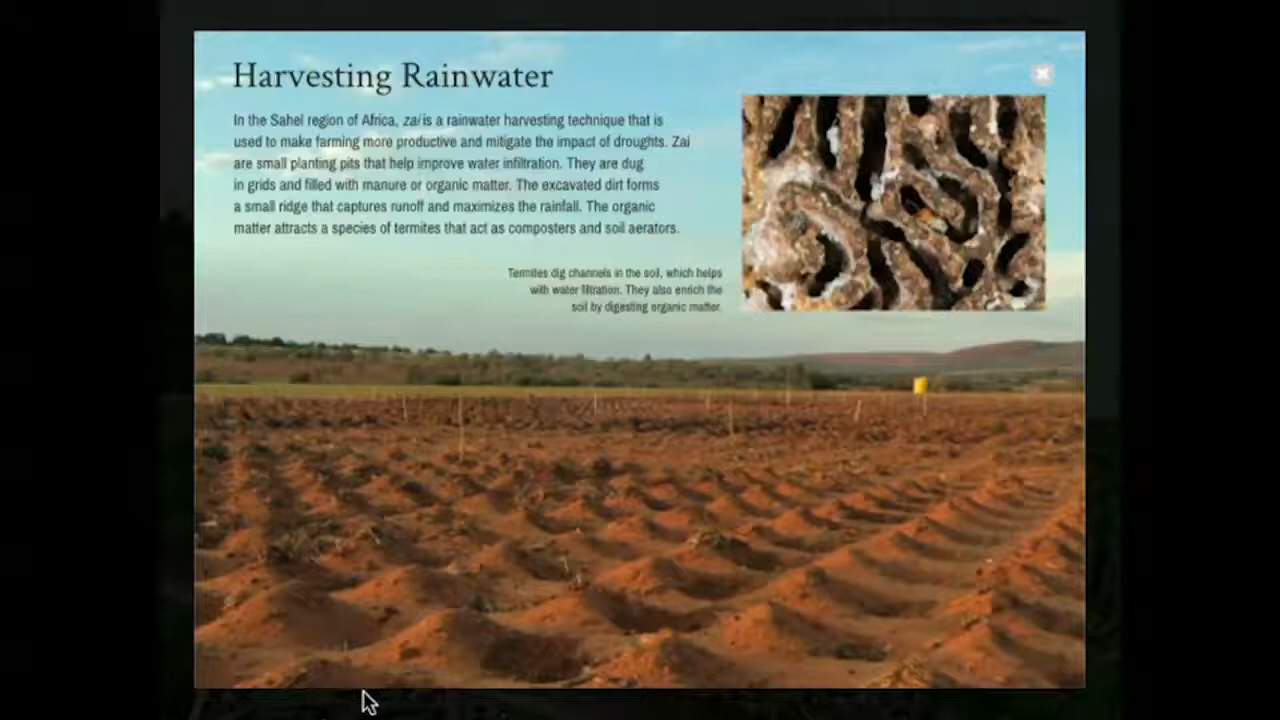 Harvesting Rainwater
In the Sahel region of Africa, zai is a rainwater harvesting technique that is
used to make farming more productive and mitigate the impact of droughts. Zai
are small planting pits that help improve water infiltration. They are dug
in grids and filled with manure or organic matter. The excavated dirt forms
a small ridge that captures runoff and maximizes the rainfall. The organic
matter attracts a species of termites that act as composters and soil aerators.
Termites dig channels in the soil, which helps
with water filtration. They also enrich the
soil by digesting organic matter.